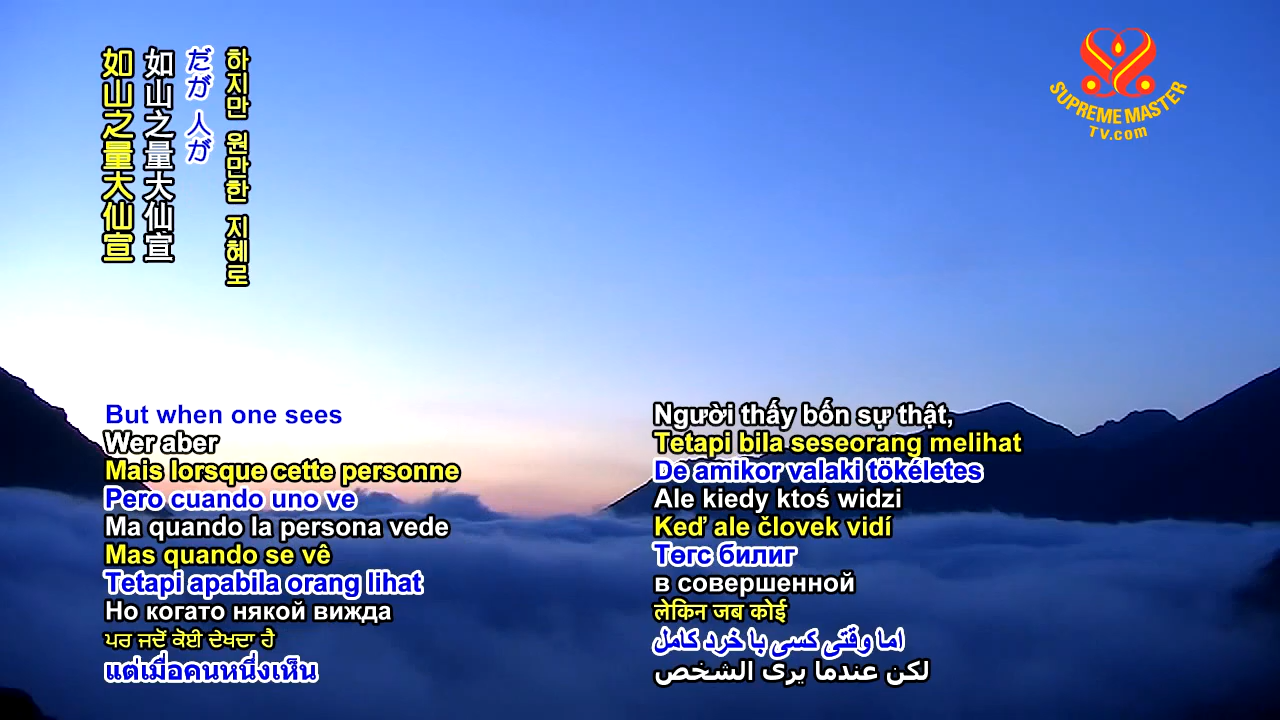 如山之量大仙宣
如山之量大仙宣
だが 人が
하지만 원만한 지혜로
SUPREME MASTER
TV.com
But when one sees
Wer aber
Mais lorsque cette personne
Pero cuando uno ve
Ma quando la persona vede
Mas quando se vê
Tetapi apabila orang lihat
Но когато някой вижда
ਪਰ ਜਦੋਂ ਕੋਈ ਦੇਖਦਾ ਹੈ
แต่เมื่อคนหนึ่งเห็น
Người thấy bốn sự thật,
Tetapi bila seseorang melihat
De amikor valaki tökéletes
Ale kiedy ktoś widzi
Keď ale človek vidí
Төгс билиг
в совершенной
लेकिन जब कोई
اما وقتی کسی با خرد کامل
لكن عندما يرى الشخص